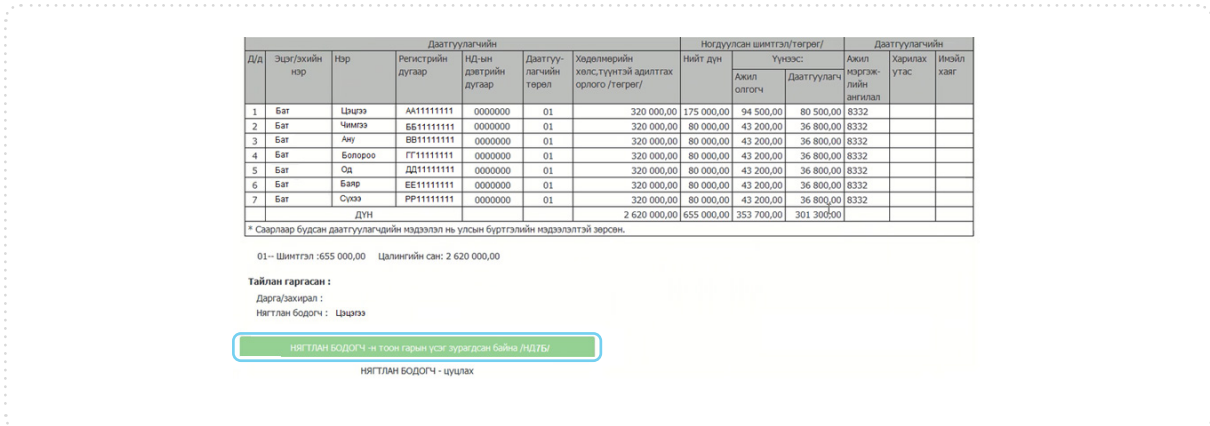 Даатгуулагчийн Ногдуулсан шимтгэл/төгрөг/ Даатгуулагчийн
Д/д Эцэг/эхийн нэр Нэр Регистрийн дугаар НД-ын дэвтрийн дугаар Даатгуу-лагчийн төрөл Хөдөлмөрийн хөлс,түүнтэй адилтгах орлого /төгрөг/ Нийт дүн Үүнээс: Ажил мэргэж-лийн ангилал Харилах утас Имэйл хаяг
Ажил олгогч Даатгуулагч
1 Бат Цэцгээ АА11111111 0000000 01 320 000,00 175 000,00 94 500,00 80 500,00 8332
2 Бат Чимгээ ББ11111111 0000000 01 320 000,00 80 000,00 43 200,00 36 800,00 8332
3 Бат Ану ВВ11111111 0000000 01 320 000,00 80 000,00 43 200,00 36 800,00 8332
4 Бат Болороо ГГ11111111 0000000 01 320 000,00 80 000,00 43 200,00 36 800,00 8332
5 Бат Од ДД11111111 0000000 01 320 000,00 80 000,00 43 200,00 36 800,00 8332
6 Бат Баяр ЕЕ11111111 0000000 01 320 000,00 80 000,00 43 200,00 36 800,00 8332
7 Бат Сүхээ РР11111111 0000000 01 320 000,00 80 000,00 43 200,00 36 800,00 8332
ДҮН 2 620 000,00 655 000,00 353 700,00 301 300,00
* Саарлаар будсан даатгуулагчдийн мэдээлэл нь улсын бүртгэлийн мэдээлэлтэй зөрсөн.
01-- Шимтгэл :655 000,00 Цалингийн сан: 2 620 000,00
Тайлан гаргасан :
Дарга/захирал :
Нягтлан бодогч : Цэцэгээ
НЯГТЛАН БОДОГЧ -н тоон гарын үсэг зурагдсан байна /НД7Б/
НЯГТЛАН БОДОГЧ - цуцлах